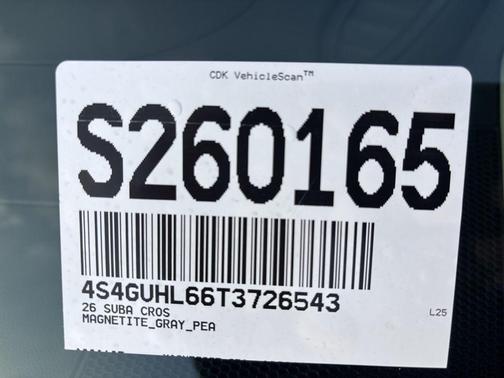 CDK VehicleScan™
S260165
4S4GUHL66T3726543
26 SUBA CROS
MAGNETITE_GRAY_PEA
L25